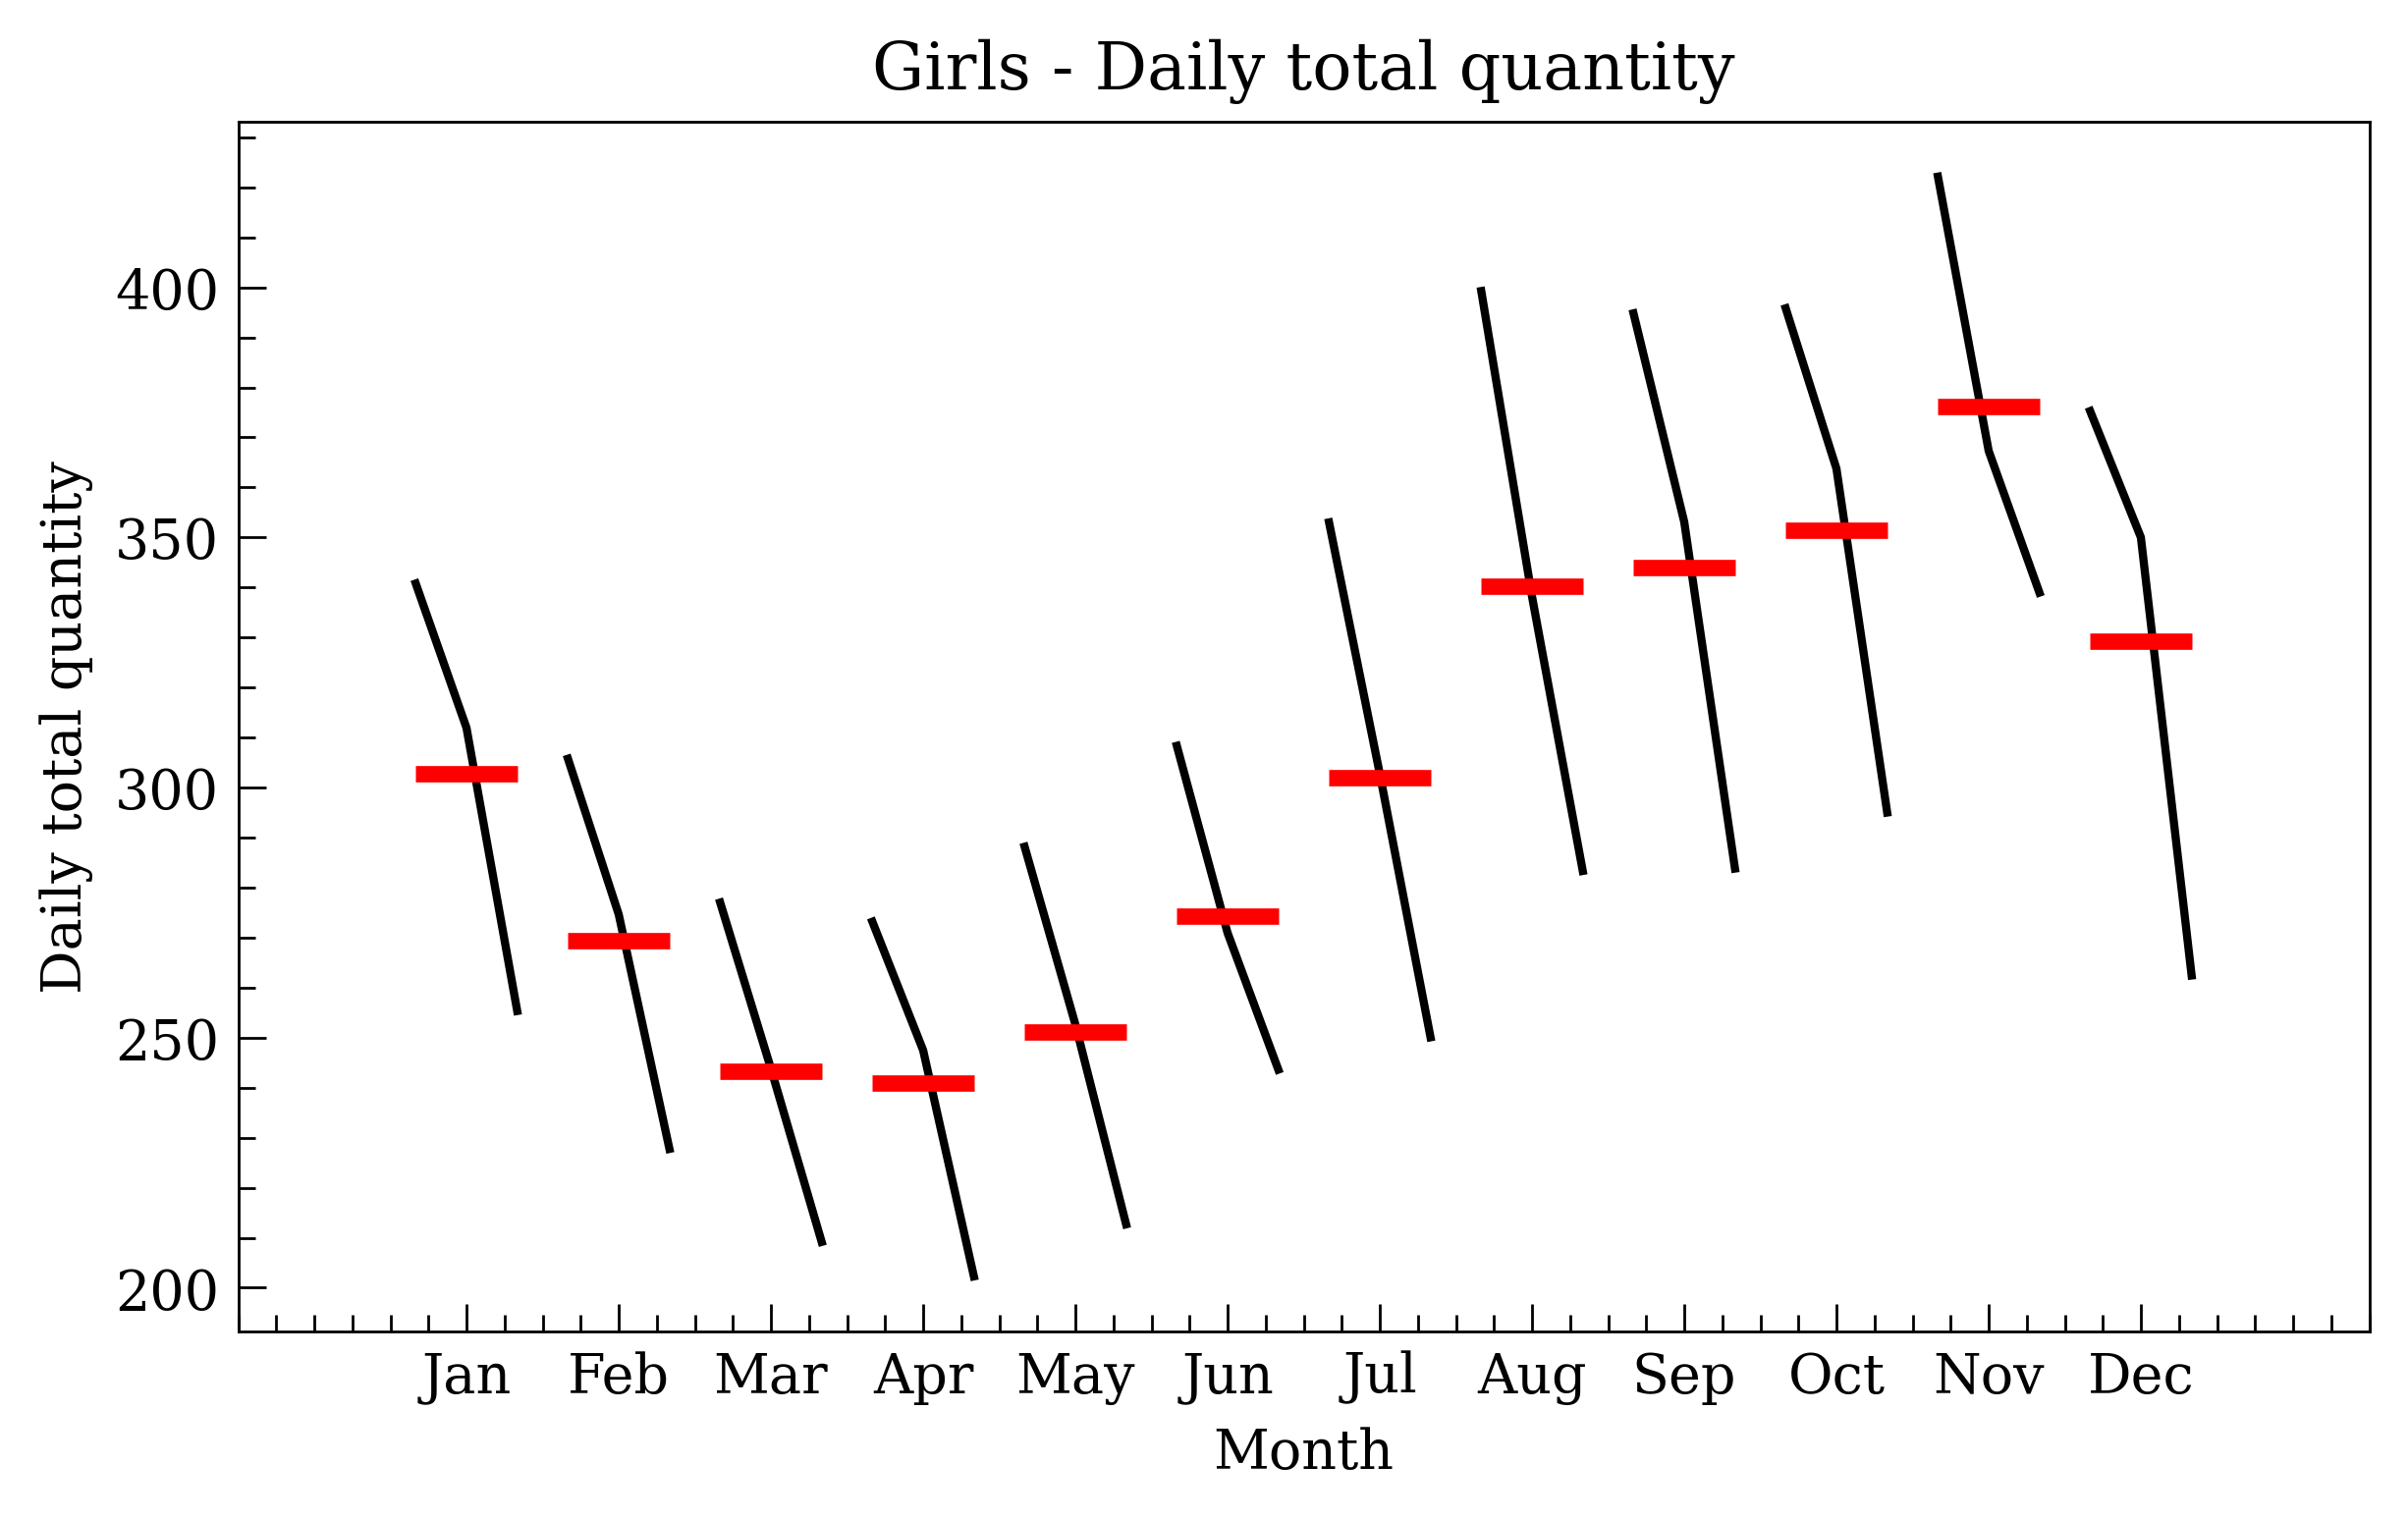 Girls - Daily total quantity
Daily total quantity
400
350
300
250
200
Jan Feb Mar Apr May Jun Jul Aug Sep Oct Nov Dec
Month